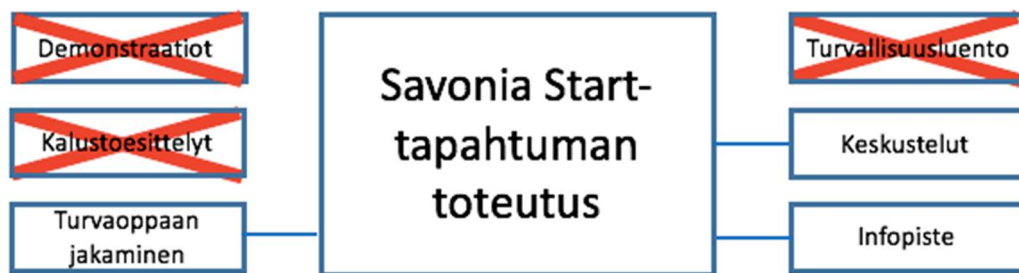 Demonstraatiot
Kalustoesittelyt
Turvaoppaan
jakaminen
Savonia Start-
tapahtuman
toteutus
Turvallisuusluento
Keskustelut
Infopiste